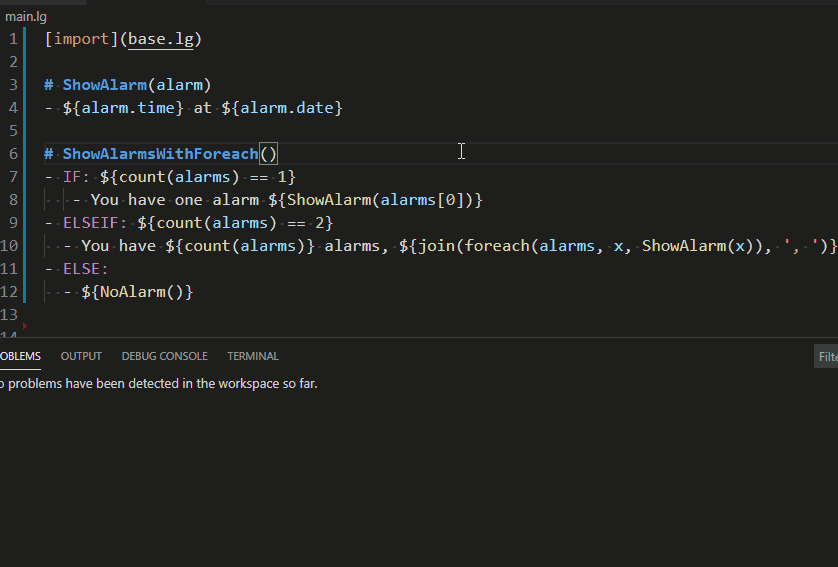 main.lg
1 [import](base.lg)
2
3 # ShowAlarm(alarm)
4 - ${alarm.time} at ${alarm.date}
5
6 # ShowAlarmsWithForeach()
7 - IF: ${count(alarms) == 1}
8 - You have one alarm ${ShowAlarm(alarms[0])}
9 - ELSEIF: ${count(alarms) == 2}
10 - You have ${count(alarms)} alarms, ${join(foreach(alarms, x, ShowAlarm(x)), ', ')}
11 - ELSE:
12 - ${NoAlarm()}
13
14
OBLEMS OUTPUT DEBUG CONSOLE TERMINAL Filte
o problems have been detected in the workspace so far.